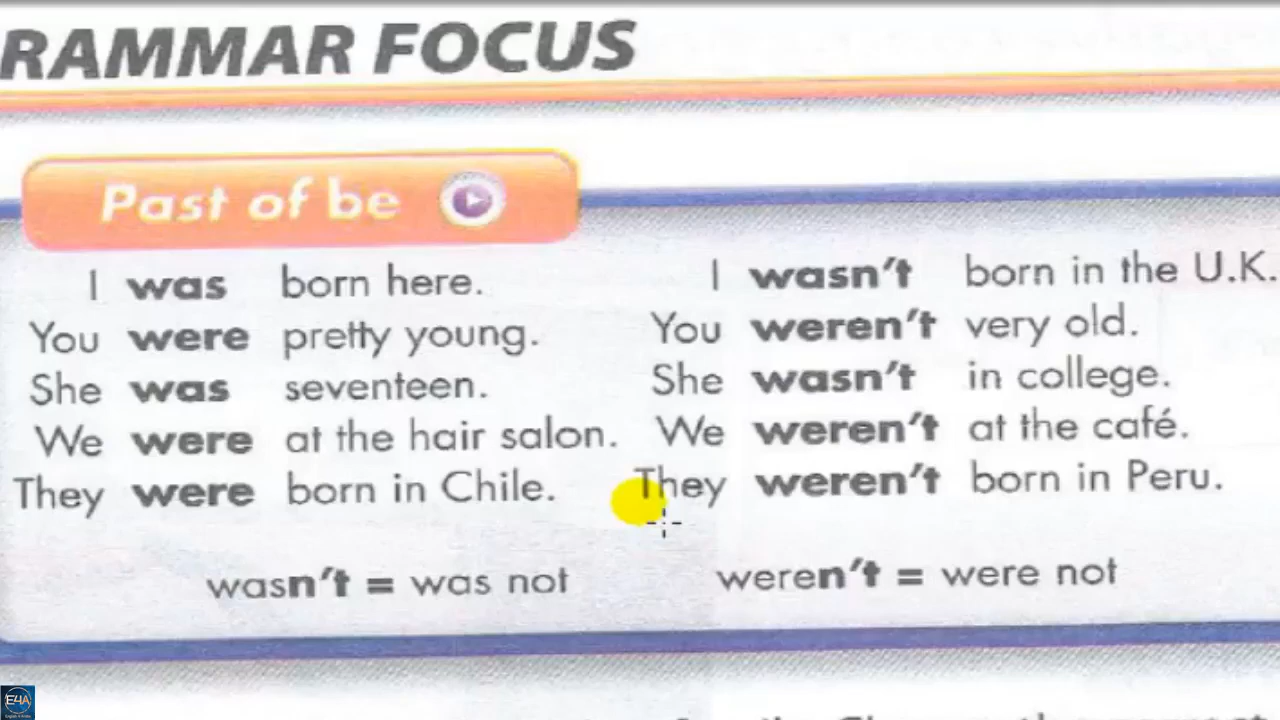 RAMMAR FOCUS
Past of be
I was born here.
You were pretty young.
She was seventeen.
We were at the hair salon.
They were born in Chile.
I wasn't born in the U.K.
You weren't very old.
She wasn't in college.
We weren't at the café.
They weren't born in Peru.
wasn't = was not
weren't = were not
E4A